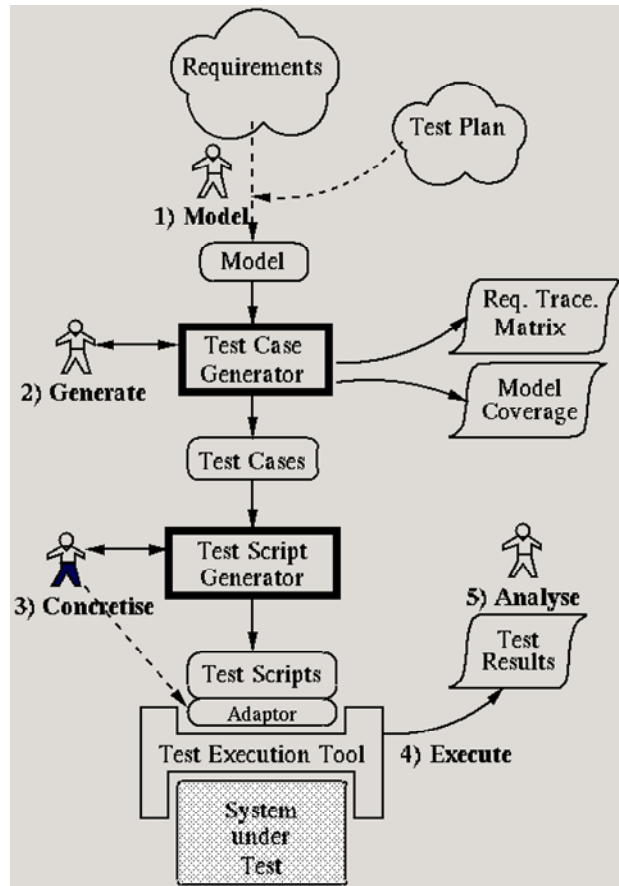 Requirements
Test Plan
1) Model
Model
Req. Trace.
Matrix
Test Case
Generator
2) Generate
Model
Coverage
Test Cases
Test Script
Generator
3) Concretise
5) Analyse
Test
Results
Test Scripts
Adaptor
Test Execution Tool
4) Execute
System
under
Test